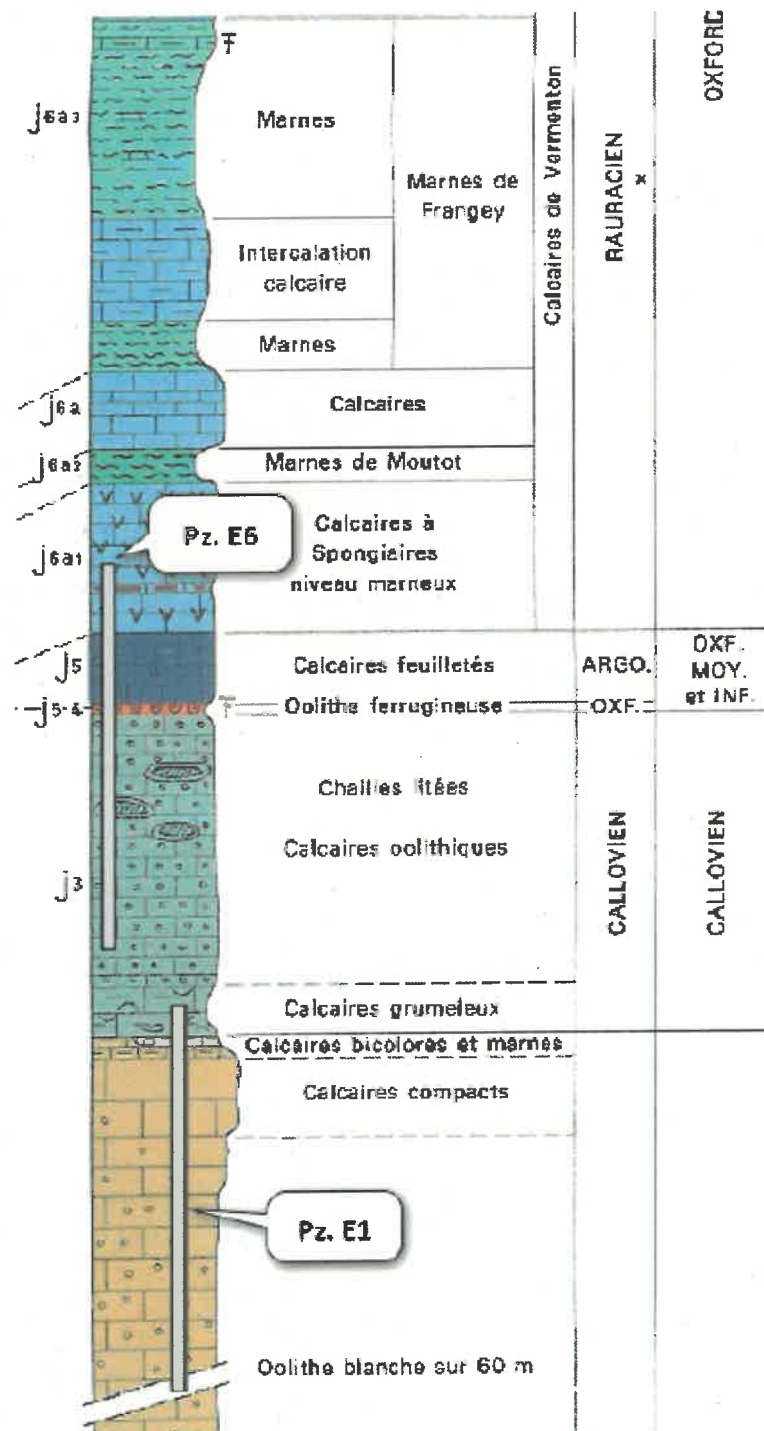 OXFORD
j6a3
Marnes
Marnes de
Frangey
Calcaires de Vermenton
RAURACIEN
x
Intercalation
calcaire
Marnes
j6a
Calcaires
j6a2
Marnes de Moutot
Pz. E6
j6a1
Calcaires à
Spongiaires
niveau marneux
j5
Calcaires feuilletés
ARGO.
OXF.
MOY.
et INF.
j5-4
Oolithe ferrugineuse
OXF.
Chailles litées
Calcaires oolithiques
j3
CALLOVIEN
CALLOVIEN
Calcaires grumeleux
Calcaires bicolores et marnes
Calcaires compacts
Pz. E1
Oolithe blanche sur 60 m